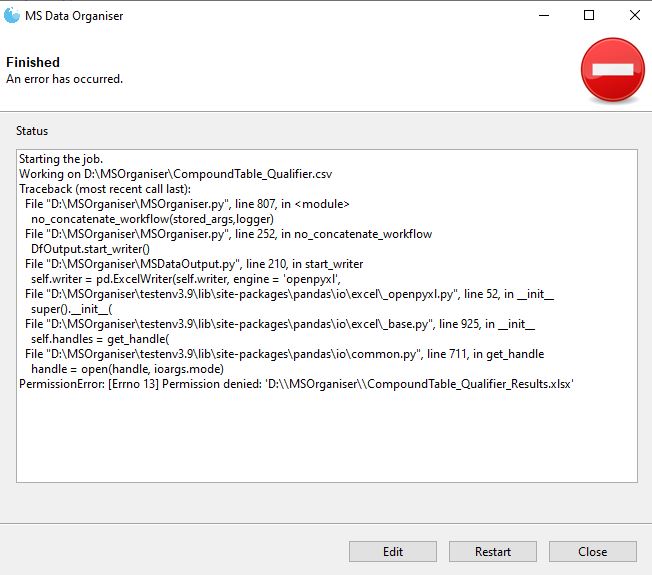 MS Data Organiser
Finished
An error has occurred.
Status
Starting the job.
Working on D:\MSOrganiser\CompoundTable_Qualifier.csv
Traceback (most recent call last):
  File "D:\MSOrganiser\MSOrganiser.py", line 807, in <module>
    no_concatenate_workflow(stored_args,logger)
  File "D:\MSOrganiser\MSOrganiser.py", line 252, in no_concatenate_workflow
    DfOutput.start_writer()
  File "D:\MSOrganiser\MSDataOutput.py", line 210, in start_writer
    self.writer = pd.ExcelWriter(self.writer, engine = 'openpyxl',
  File "D:\MSOrganiser\testenv3.9\lib\site-packages\pandas\io\excel\_openpyxl.py", line 52, in __init__
    super().__init__(
  File "D:\MSOrganiser\testenv3.9\lib\site-packages\pandas\io\excel\_base.py", line 925, in __init__
    self.handles = get_handle(
  File "D:\MSOrganiser\testenv3.9\lib\site-packages\pandas\io\common.py", line 711, in get_handle
    handle = open(handle, ioargs.mode)
PermissionError: [Errno 13] Permission denied: 'D:\\MSOrganiser\\CompoundTable_Qualifier_Results.xlsx'
Edit
Restart
Close